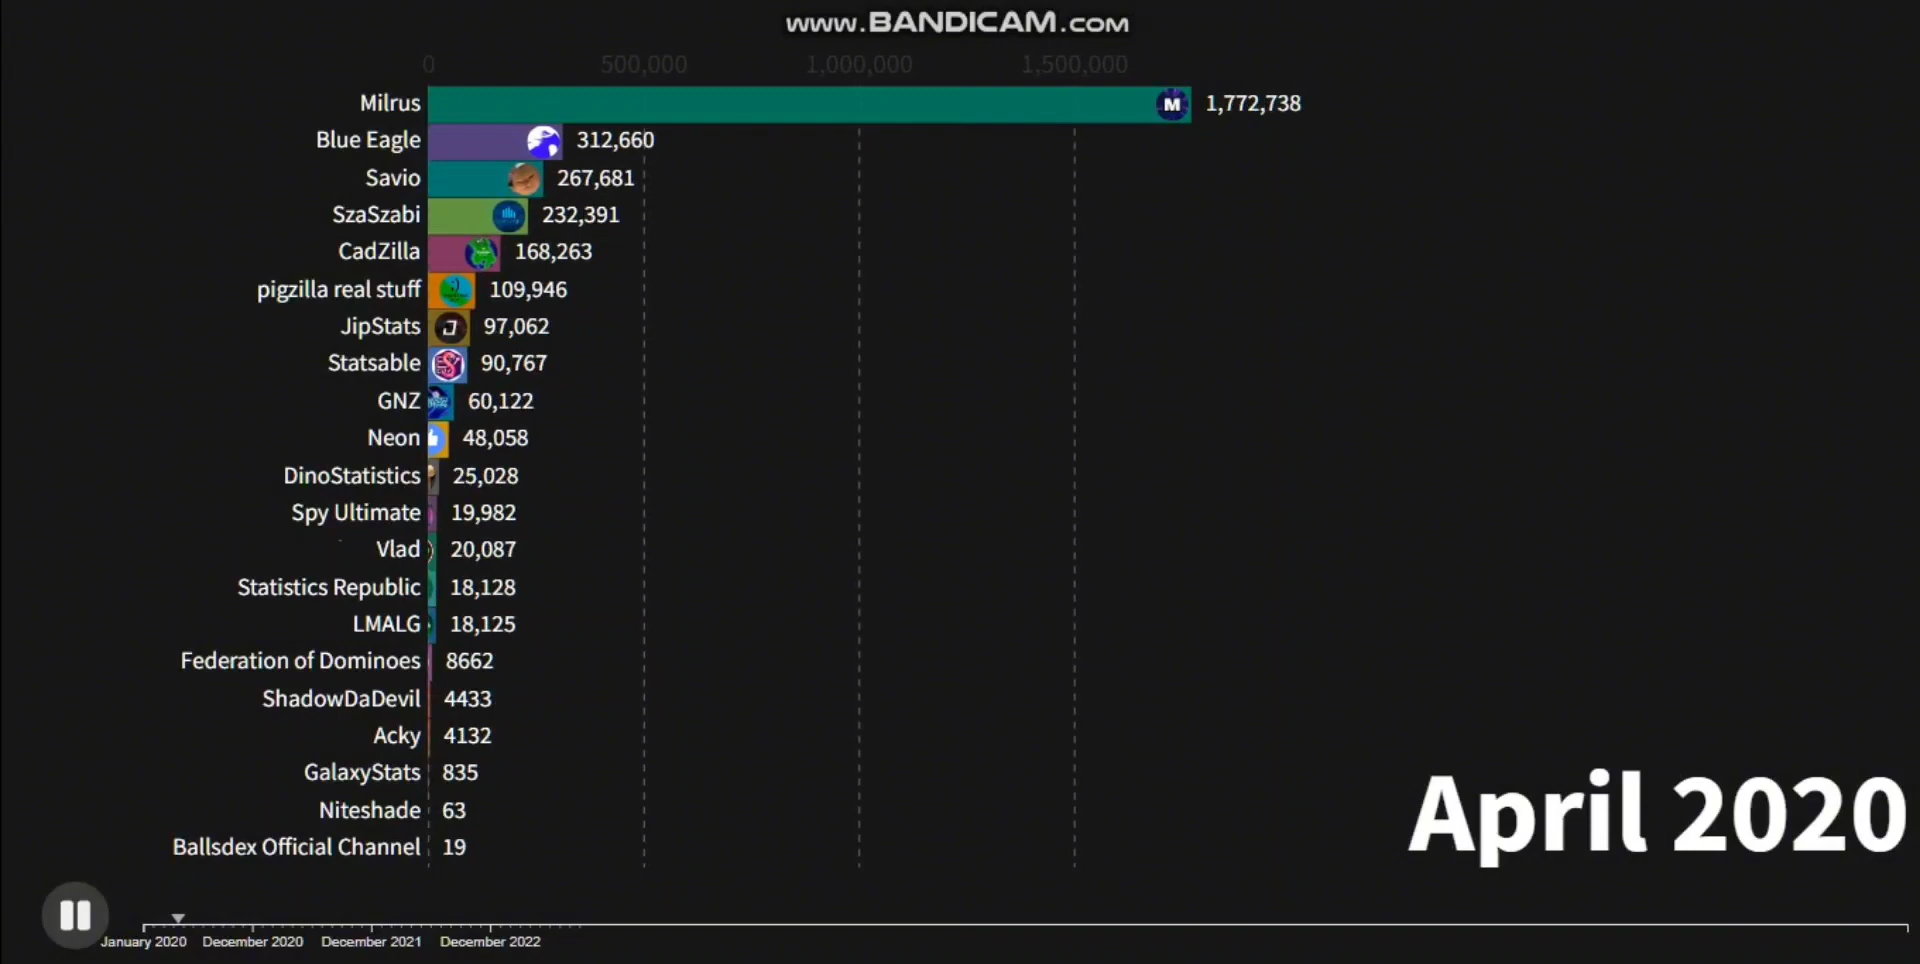 www.BANDICAM.COM
0 500,000 1,000,000 1,500,000
Milrus M 1,772,738
Blue Eagle 312,660
Savio 267,681
SzaSzabi 232,391
CadZilla 168,263
pigzilla real stuff 109,946
JipStats J 97,062
Statsable 90,767
GNZ 60,122
Neon 48,058
DinoStatistics 25,028
Spy Ultimate 19,982
Vlad 20,087
Statistics Republic 18,128
LMALG 18,125
Federation of Dominoes 8662
ShadowDaDevil 4433
Acky 4132
GalaxyStats 835
Niteshade 63
Ballsdex Official Channel 19
April 2020
January 2020 December 2020 December 2021 December 2022